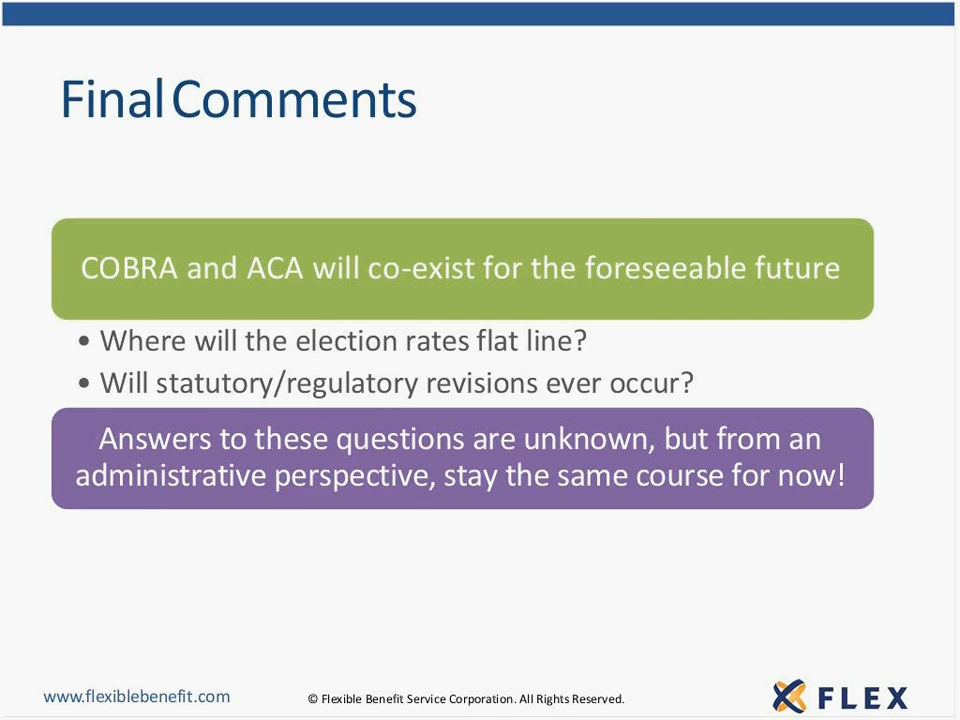 Final Comments
COBRA and ACA will co-exist for the foreseeable future
• Where will the election rates flat line?
• Will statutory/regulatory revisions ever occur?
Answers to these questions are unknown, but from an
administrative perspective, stay the same course for now!
www.flexiblebenefit.com
© Flexible Benefit Service Corporation. All Rights Reserved.
FLEX